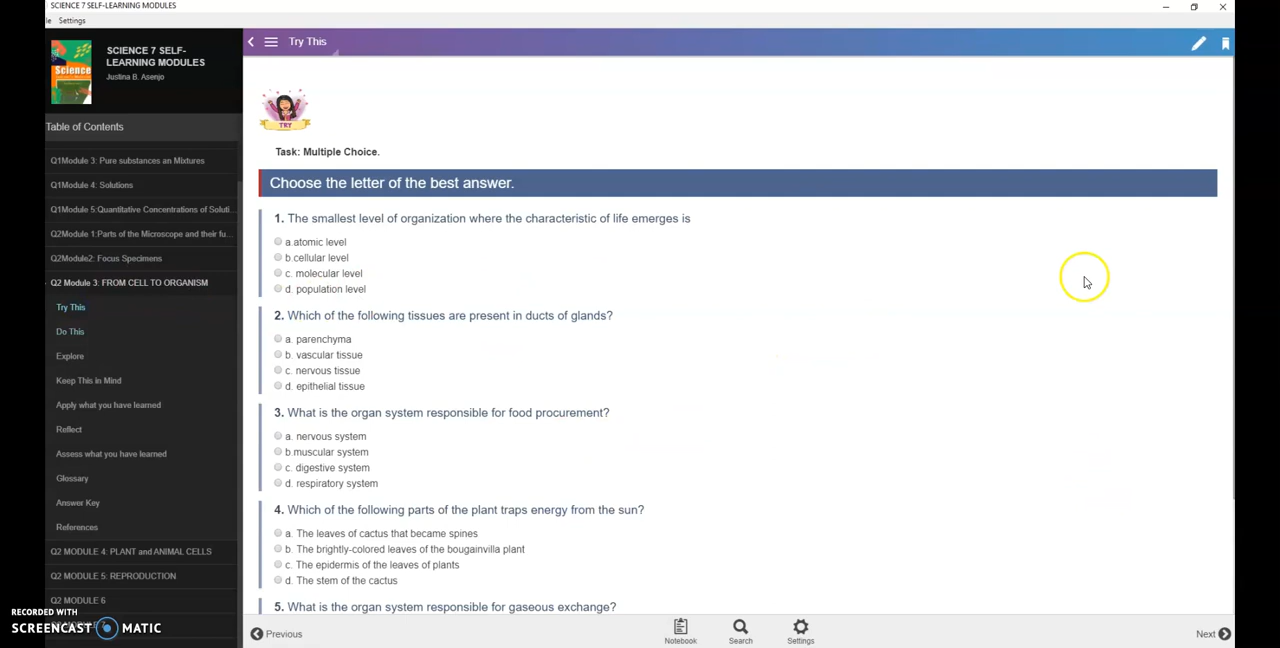 SCIENCE 7 SELF-LEARNING MODULES
le Settings
SCIENCE 7 SELF-
LEARNING MODULES
Justina B. Asenjo
Science
Table of Contents
Q1Module 3: Pure substances an Mixtures
Q1Module 4: Solutions
Q1Module 5:Quantitative Concentrations of Soluti...
Q2Module 1:Parts of the Microscope and their fu...
Q2Module2: Focus Specimens
Q2 Module 3: FROM CELL TO ORGANISM
Try This
Do This
Explore
Keep This in Mind
Apply what you have learned
Reflect
Assess what you have learned
Glossary
Answer Key
References
Q2 MODULE 4: PLANT and ANIMAL CELLS
Q2 MODULE 5: REPRODUCTION
Q2 MODULE 6
RECORDED WITH
SCREENCAST MATIC
Try This
TRY
Task: Multiple Choice.
Choose the letter of the best answer.
1. The smallest level of organization where the characteristic of life emerges is
a.atomic level
b.cellular level
c. molecular level
d. population level
2. Which of the following tissues are present in ducts of glands?
a. parenchyma
b. vascular tissue
c. nervous tissue
d. epithelial tissue
3. What is the organ system responsible for food procurement?
a. nervous system
b.muscular system
c. digestive system
d. respiratory system
4. Which of the following parts of the plant traps energy from the sun?
a. The leaves of cactus that became spines
b. The brightly-colored leaves of the bougainvilla plant
c. The epidermis of the leaves of plants
d. The stem of the cactus
5. What is the organ system responsible for gaseous exchange?
Previous
Notebook
Search
Settings
Next